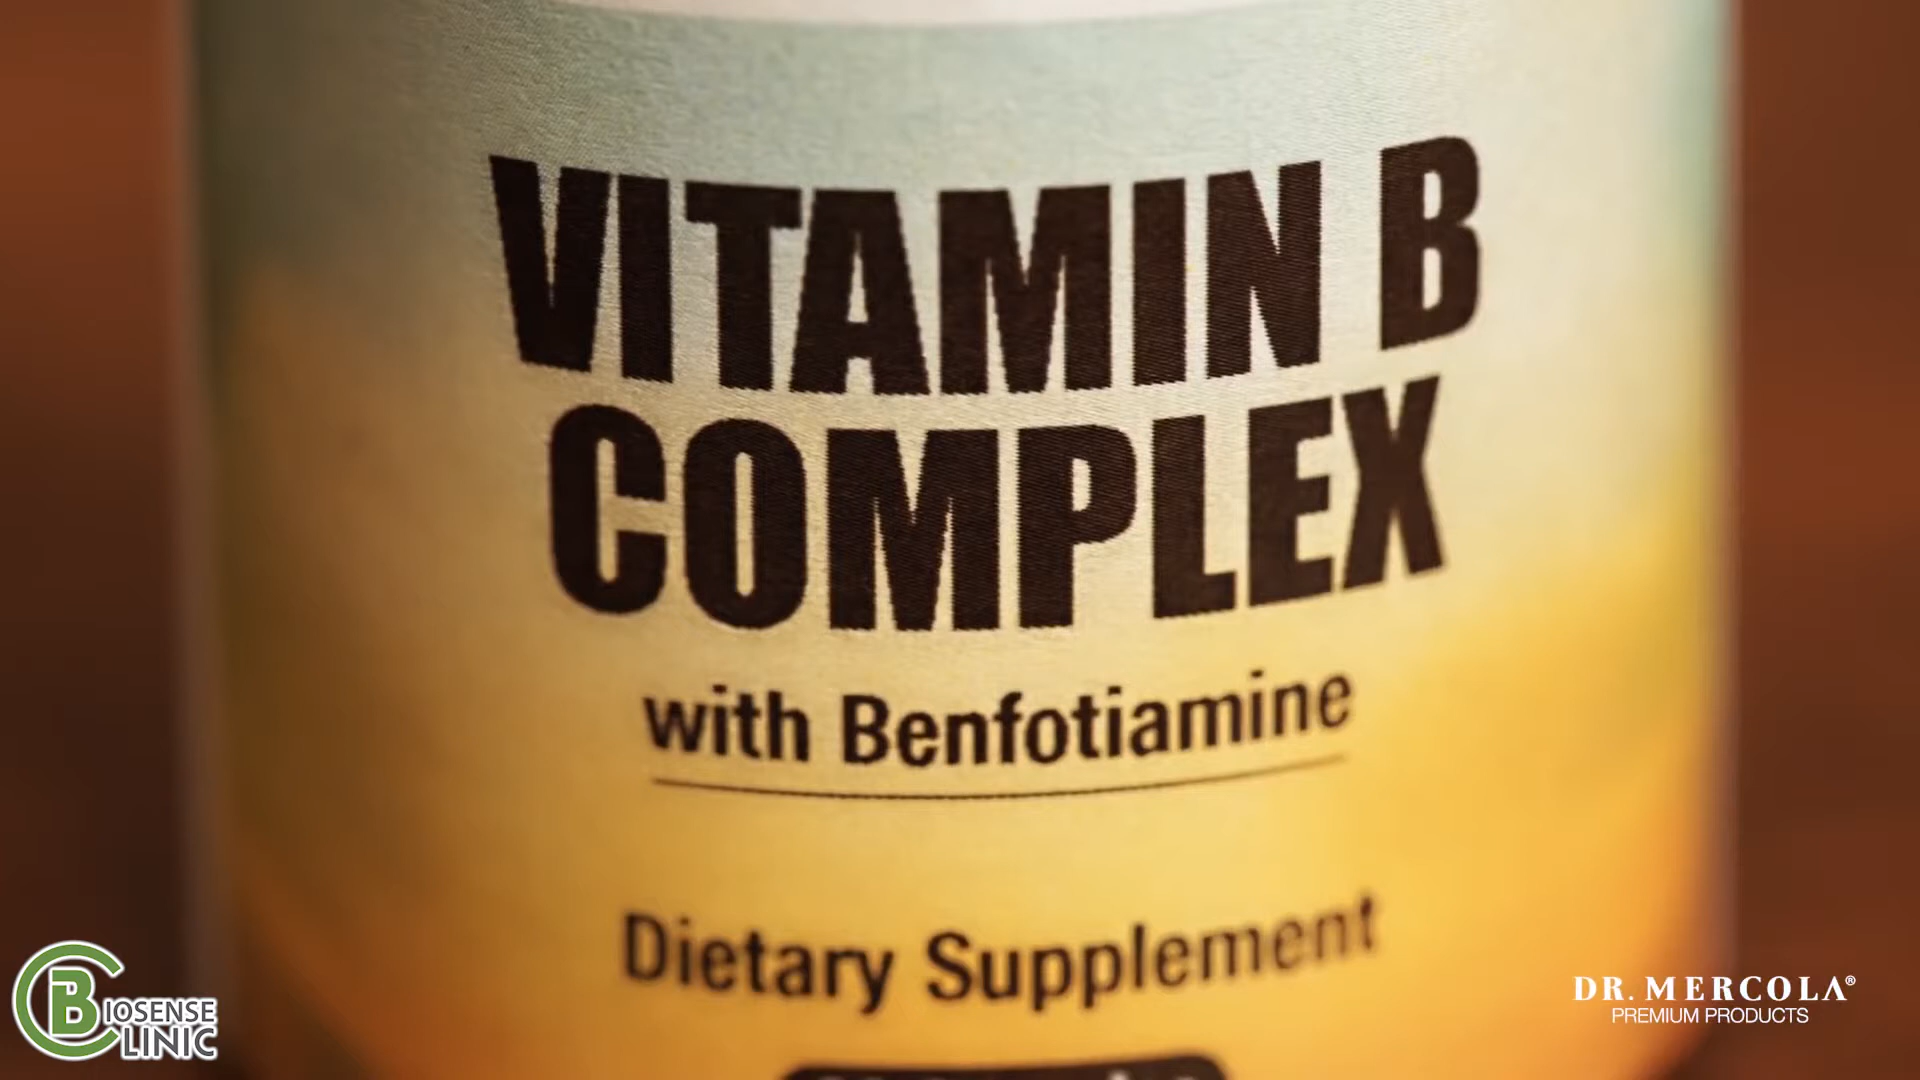 VITAMIN B
COMPLEX
with Benfotiamine
Dietary Supplement
BIOSENSE
CLINIC
DR. MERCOLA®
PREMIUM PRODUCTS